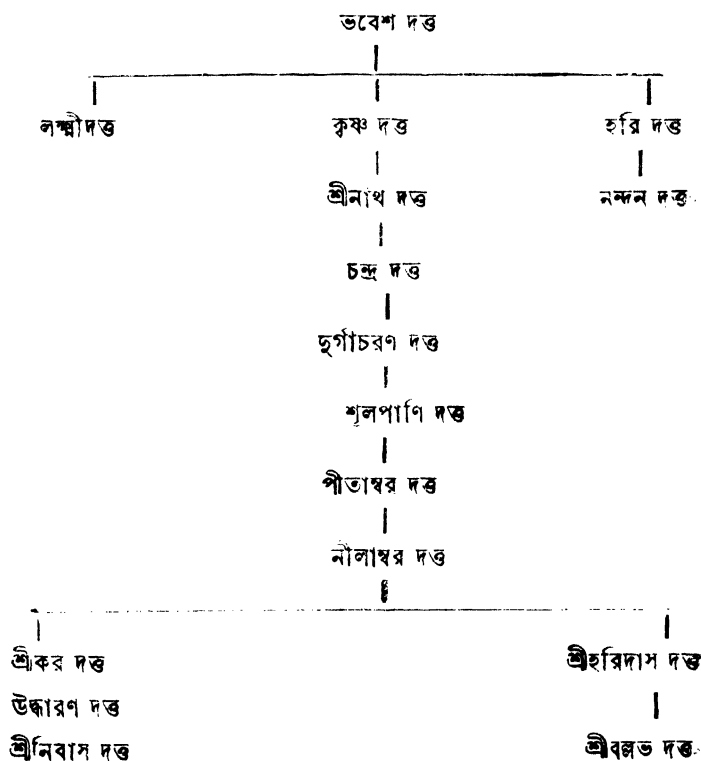 ভবেশ দত্ত
লক্ষ্মীদত্ত কৃষ্ণ দত্ত হরি দত্ত
শ্রীনাথ দত্ত নন্দন দত্ত
চন্দ্র দত্ত
দুর্গাচরণ দত্ত
শূলপাণি দত্ত
পীতাম্বর দত্ত
নীলাম্বর দত্ত
শ্রীকর দত্ত শ্রীহরিদাস দত্ত
উদ্ধারণ দত্ত
শ্রীনিবাস দত্ত শ্রীবল্লভ দত্ত